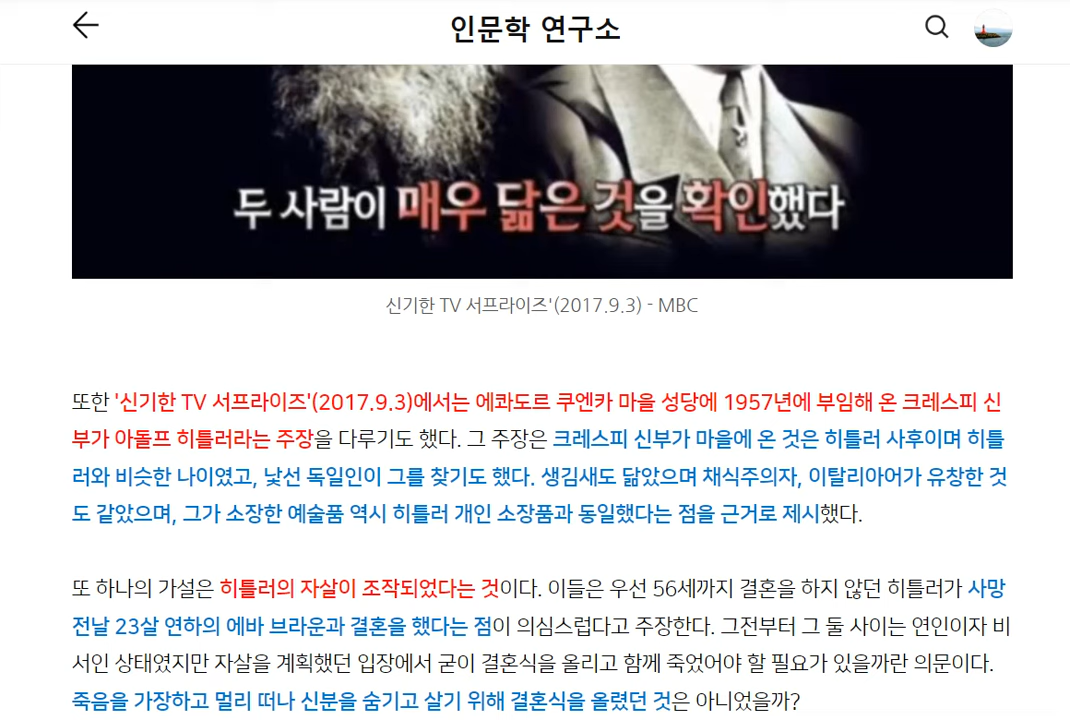 인문학 연구소
두 사람이 매우 닮은 것을 확인했다
신기한 TV 서프라이즈'(2017.9.3) - MBC
또한 '신기한 TV 서프라이즈'(2017.9.3)에서는 에콰도르 쿠엔카 마을 성당에 1957년에 부임해 온 크레스피 신
부가 아돌프 히틀러라는 주장을 다루기도 했다. 그 주장은 크레스피 신부가 마을에 온 것은 히틀러 사후이며 히틀
러와 비슷한 나이였고, 낯선 독일인이 그를 찾기도 했다. 생김새도 닮았으며 채식주의자, 이탈리아어가 유창한 것
도 같았으며, 그가 소장한 예술품 역시 히틀러 개인 소장품과 동일했다는 점을 근거로 제시했다.
또 하나의 가설은 히틀러의 자살이 조작되었다는 것이다. 이들은 우선 56세까지 결혼을 하지 않던 히틀러가 사망
전날 23살 연하의 에바 브라운과 결혼을 했다는 점이 의심스럽다고 주장한다. 그전부터 그 둘 사이는 연인이자 비
서인 상태였지만 자살을 계획했던 입장에서 굳이 결혼식을 올리고 함께 죽었어야 할 필요가 있을까란 의문이다.
죽음을 가장하고 멀리 떠나 신분을 숨기고 살기 위해 결혼식을 올렸던 것은 아니었을까?